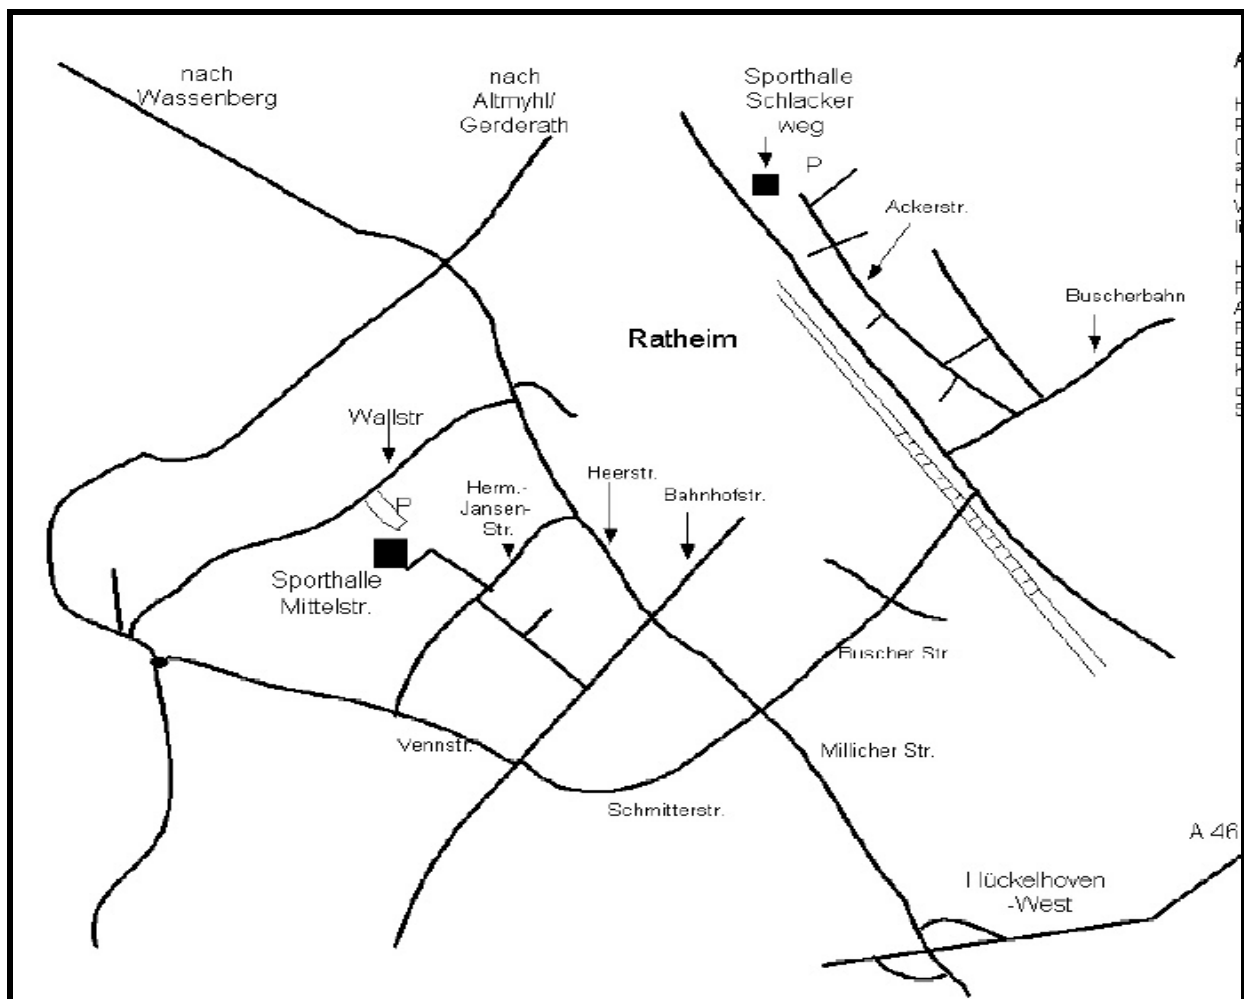 nach
Wassenberg
nach
Altmyhl/
Gerderath
Sporthalle
Schlacker
weg
P
Ackerstr.
Buscherbahn
Ratheim
Wallstr
P
Herm.-
Jansen-
Str.
Heerstr.
Bahnhofstr.
Sporthalle
Mittelstr.
Buscher Str
Vennstr.
Millicher Str.
Schmitterstr.
A 46
Hückelhoven
-West